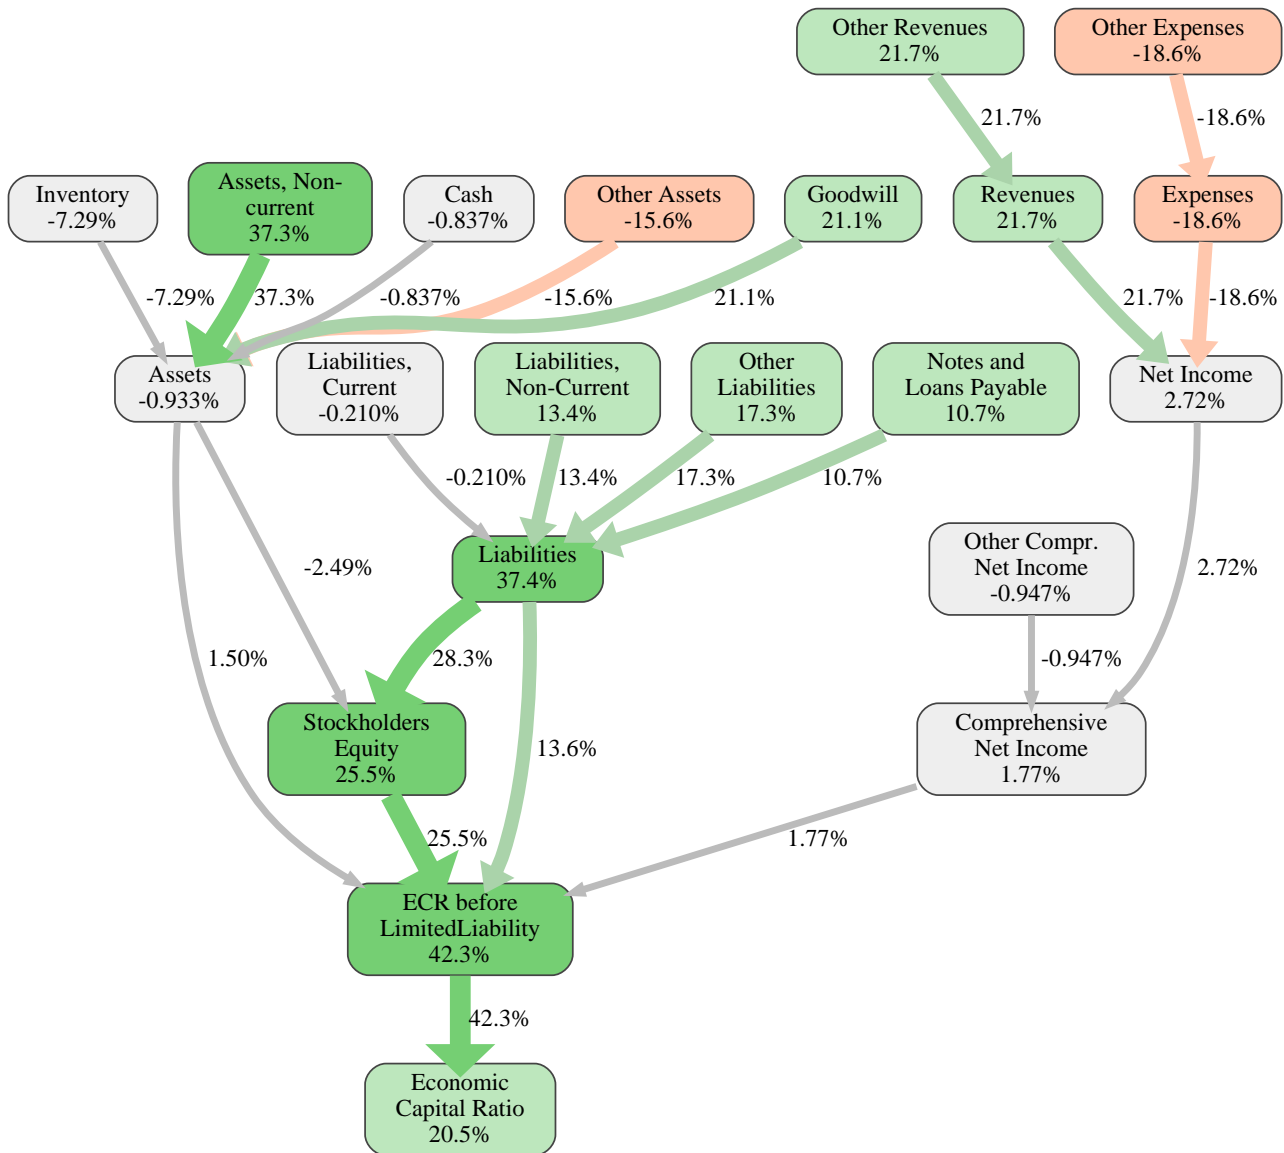 Other Revenues
21.7%
Other Expenses
-18.6%
21.7%
-18.6%
Inventory
-7.29%
Assets, Non-
current
37.3%
Cash
-0.837%
Other Assets
-15.6%
Goodwill
21.1%
Revenues
21.7%
Expenses
-18.6%
-7.29%
37.3%
-0.837%
-15.6%
21.1%
21.7%
-18.6%
Assets
-0.933%
Liabilities,
Current
-0.210%
Liabilities,
Non-Current
13.4%
Other
Liabilities
17.3%
Notes and
Loans Payable
10.7%
Net Income
2.72%
-0.210%
13.4%
17.3%
10.7%
Liabilities
37.4%
Other Compr.
Net Income
-0.947%
-2.49%
2.72%
1.50%
28.3%
-0.947%
Stockholders
Equity
25.5%
13.6%
Comprehensive
Net Income
1.77%
25.5%
1.77%
ECR before
LimitedLiability
42.3%
42.3%
Economic
Capital Ratio
20.5%